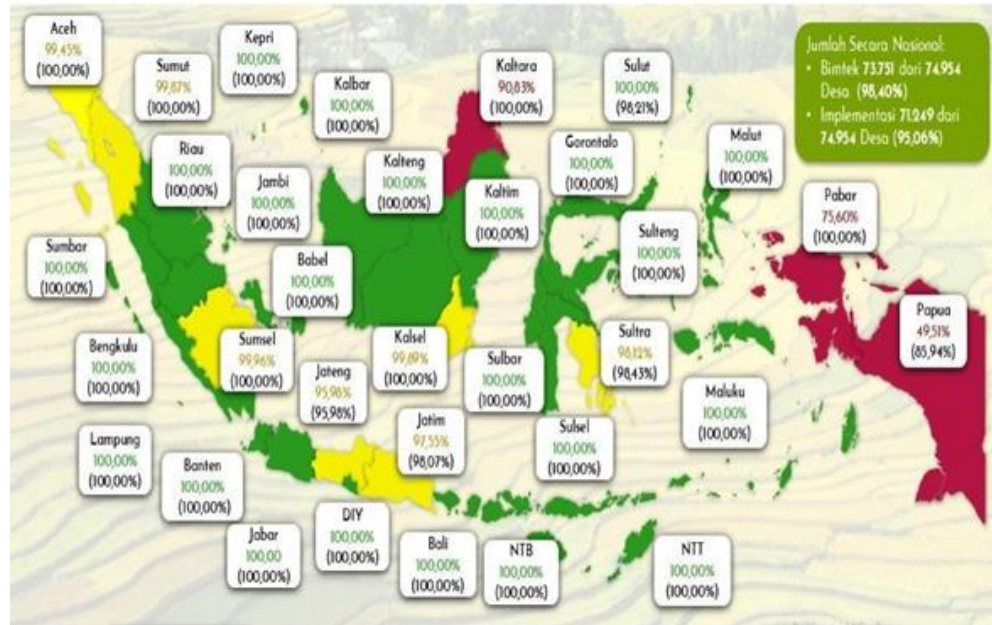 Aceh
99,45%
(100,00%)
Sumut
99,87%
(100,00%)
Kepri
100,00%
(100,00%)
Kalbar
100,00%
(100,00%)
Kaltara
90,83%
(100,00%)
Sulut
100,00%
(98,21%)
Jumlah Secara Nasional:
• Bimtek 73.751 dari 74.954
Desa (98,40%)
• Implementasi 71.249 dari
74.954 Desa (95,06%)
Riau
100,00%
(100,00%)
Jambi
100,00%
(100,00%)
Kalteng
100,00%
(100,00%)
Kaltim
100,00%
(100,00%)
Gorontalo
100,00%
(100,00%)
Malut
100,00%
(100,00%)
Pabar
75,60%
(100,00%)
Sumbar
100,00%
(100,00%)
Babel
100,00%
(100,00%)
Sulteng
100,00%
(100,00%)
Papua
49,51%
(85,94%)
Bengkulu
100,00%
(100,00%)
Sumsel
99,96%
(100,00%)
Jateng
95,98%
(95,98%)
Kalsel
99,89%
(100,00%)
Sulbar
100,00%
(100,00%)
Sultra
96,12%
(98,43%)
Maluku
100,00%
(100,00%)
Lampung
100,00%
(100,00%)
Banten
100,00%
(100,00%)
Jatim
97,55%
(98,07%)
Sulsel
100,00%
(100,00%)
Jabar
100,00
(100,00%)
DIY
100,00%
(100,00%)
Bali
100,00%
(100,00%)
NTB
100,00%
(100,00%)
NTT
100,00%
(100,00%)